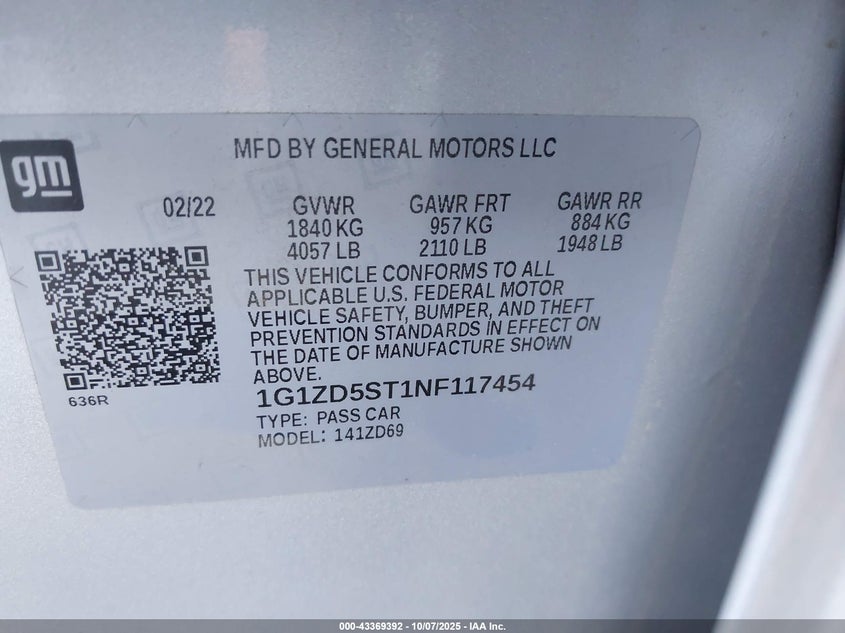 gm
MFD BY GENERAL MOTORS LLC
02/22 GVWR GAWR FRT GAWR RR
1840 KG 957 KG 884 KG
4057 LB 2110 LB 1948 LB
THIS VEHICLE CONFORMS TO ALL
APPLICABLE U.S. FEDERAL MOTOR
VEHICLE SAFETY, BUMPER, AND THEFT
PREVENTION STANDARDS IN EFFECT ON
THE DATE OF MANUFACTURE SHOWN
ABOVE.
636R
1G1ZD5ST1NF117454
TYPE: PASS CAR
MODEL: 141ZD69
000-43369392 - 10/07/2025 - IAA Inc.